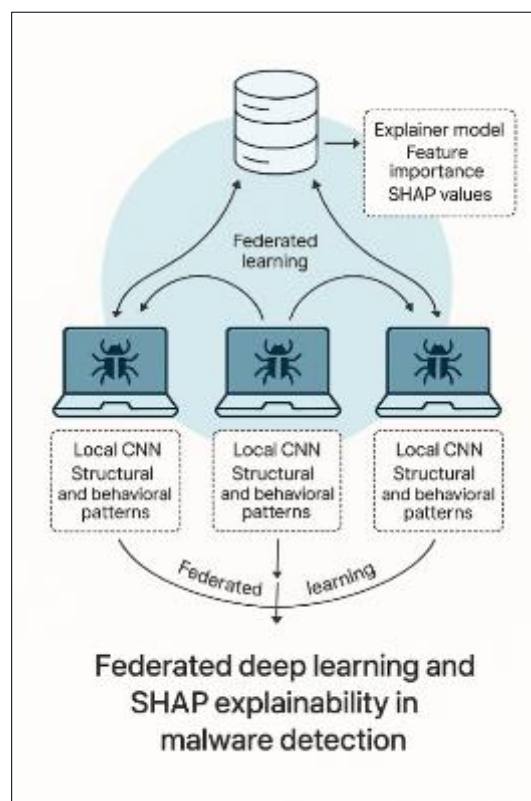 Explainer model
Feature
importance
SHAP values
Federated
learning
Local CNN
Structural
and behavioral
patterns
Local CNN
Structural
and behavioral
patterns
Local CNN
Structural
and behavioral
patterns
Federated learning
Federated deep learning and
SHAP explainability in
malware detection